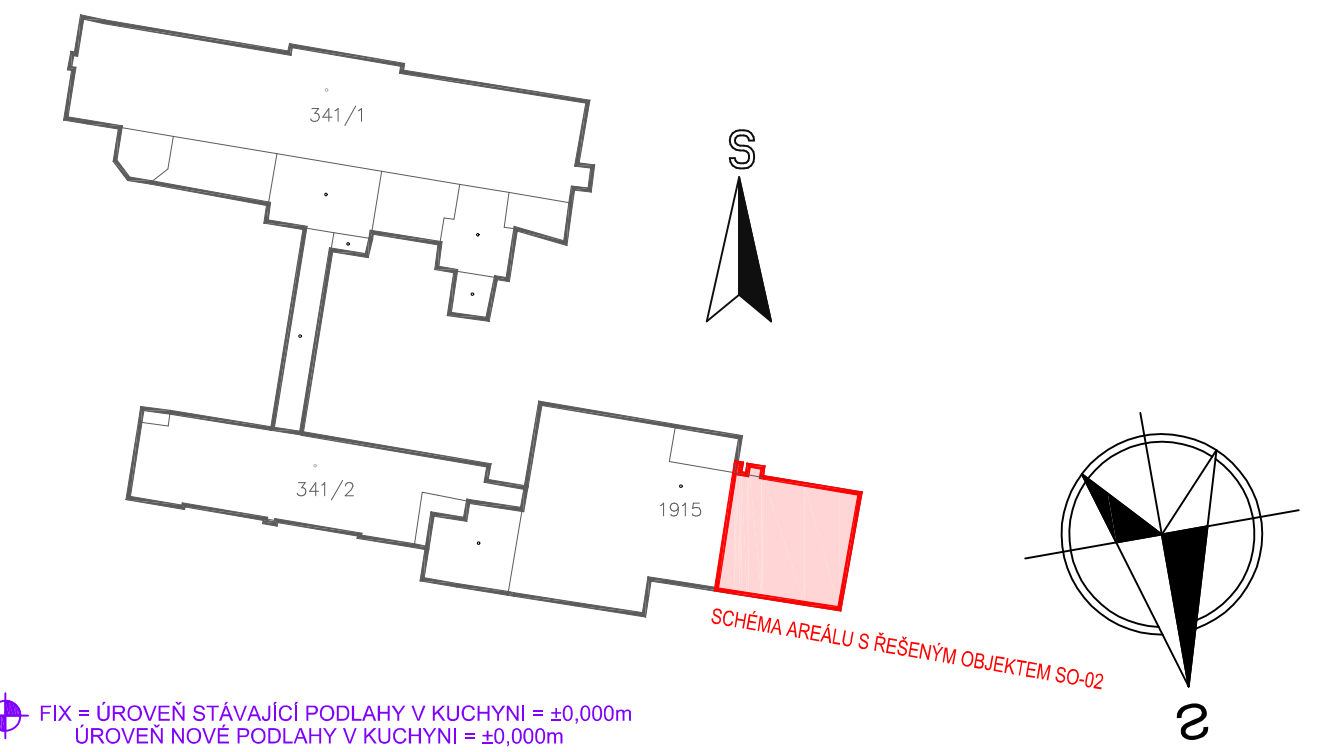 341/1
S
341/2
1915
SCHÉMA AREÁLU S ŘEŠENÝM OBJEKTEM SO-02
S
FIX = ÚROVEŇ STÁVAJÍCÍ PODLAHY V KUCHYNI = ±0,000m
ÚROVEŇ NOVÉ PODLAHY V KUCHYNI = ±0,000m